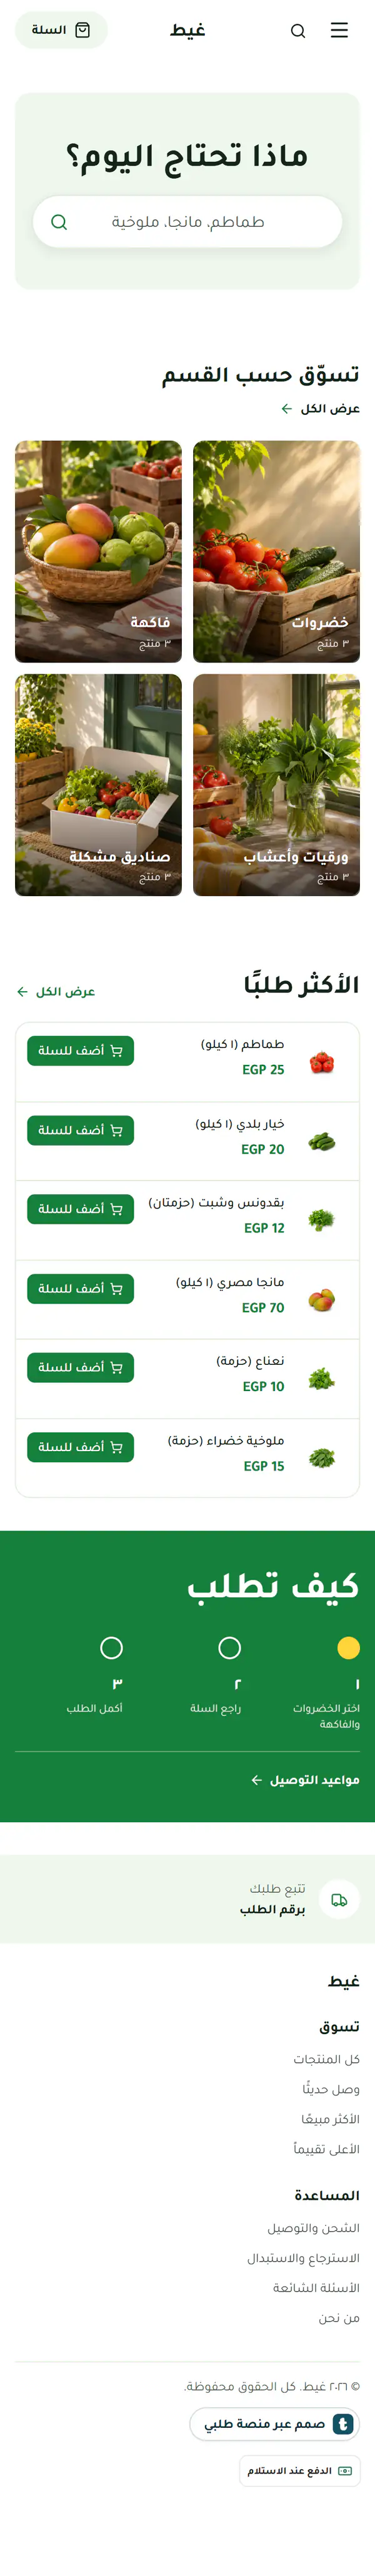 غيط
السلة
ماذا تحتاج اليوم؟
طماطم، مانجا، ملوخية
تسوّق حسب القسم
عرض الكل
خضروات
٣ منتج
فاكهة
٣ منتج
ورقيات وأعشاب
٣ منتج
صناديق مشكلة
٣ منتج
الأكثر طلبًا
عرض الكل
طماطم (١ كيلو)
EGP 25
أضف للسلة
خيار بلدي (١ كيلو)
EGP 20
أضف للسلة
بقدونس وشبت (حزمتان)
EGP 12
أضف للسلة
مانجا مصري (١ كيلو)
EGP 70
أضف للسلة
نعناع (حزمة)
EGP 10
أضف للسلة
ملوخية خضراء (حزمة)
EGP 15
أضف للسلة
كيف تطلب
١
اختر الخضروات
والفاكهة
٢
راجع السلة
٣
أكمل الطلب
مواعيد التوصيل
تتبع طلبك
برقم الطلب
غيط
تسوق
كل المنتجات
وصل حديثًا
الأكثر مبيعًا
الأعلى تقييماً
المساعدة
الشحن والتوصيل
الاسترجاع والاستبدال
الأسئلة الشائعة
من نحن
© ٢٠٢٦ غيط. كل الحقوق محفوظة.
صمم عبر منصة طلبي
الدفع عند الاستلام